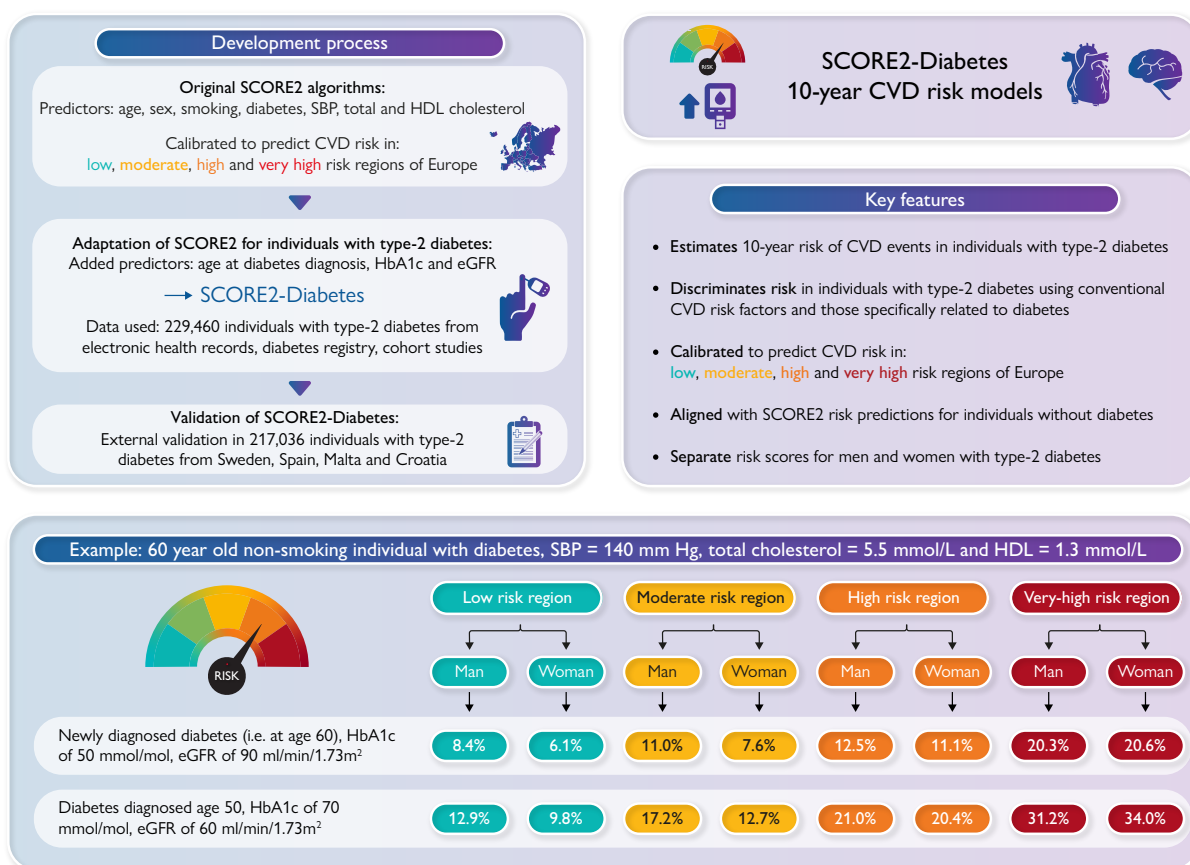 Development process
Original SCORE2 algorithms:
Predictors: age, sex, smoking, diabetes, SBP, total and HDL cholesterol
Calibrated to predict CVD risk in:
low, moderate, high and very high risk regions of Europe
Adaptation of SCORE2 for individuals with type-2 diabetes:
Added predictors: age at diabetes diagnosis, HbA1c and eGFR
→ SCORE2-Diabetes
Data used: 229,460 individuals with type-2 diabetes from
electronic health records, diabetes registry, cohort studies
Validation of SCORE2-Diabetes:
External validation in 217,036 individuals with type-2
diabetes from Sweden, Spain, Malta and Croatia
RISK
SCORE2-Diabetes
10-year CVD risk models
Key features
• Estimates 10-year risk of CVD events in individuals with type-2 diabetes
• Discriminates risk in individuals with type-2 diabetes using conventional
CVD risk factors and those specifically related to diabetes
• Calibrated to predict CVD risk in:
low, moderate, high and very high risk regions of Europe
• Aligned with SCORE2 risk predictions for individuals without diabetes
• Separate risk scores for men and women with type-2 diabetes
Example: 60 year old non-smoking individual with diabetes, SBP = 140 mm Hg, total cholesterol = 5.5 mmol/L and HDL = 1.3 mmol/L
RISK
Low risk region Moderate risk region High risk region Very-high risk region
Man Woman Man Woman Man Woman Man Woman
Newly diagnosed diabetes (i.e. at age 60), HbA1c
of 50 mmol/mol, eGFR of 90 ml/min/1.73m²
8.4% 6.1% 11.0% 7.6% 12.5% 11.1% 20.3% 20.6%
Diabetes diagnosed age 50, HbA1c of 70
mmol/mol, eGFR of 60 ml/min/1.73m²
12.9% 9.8% 17.2% 12.7% 21.0% 20.4% 31.2% 34.0%